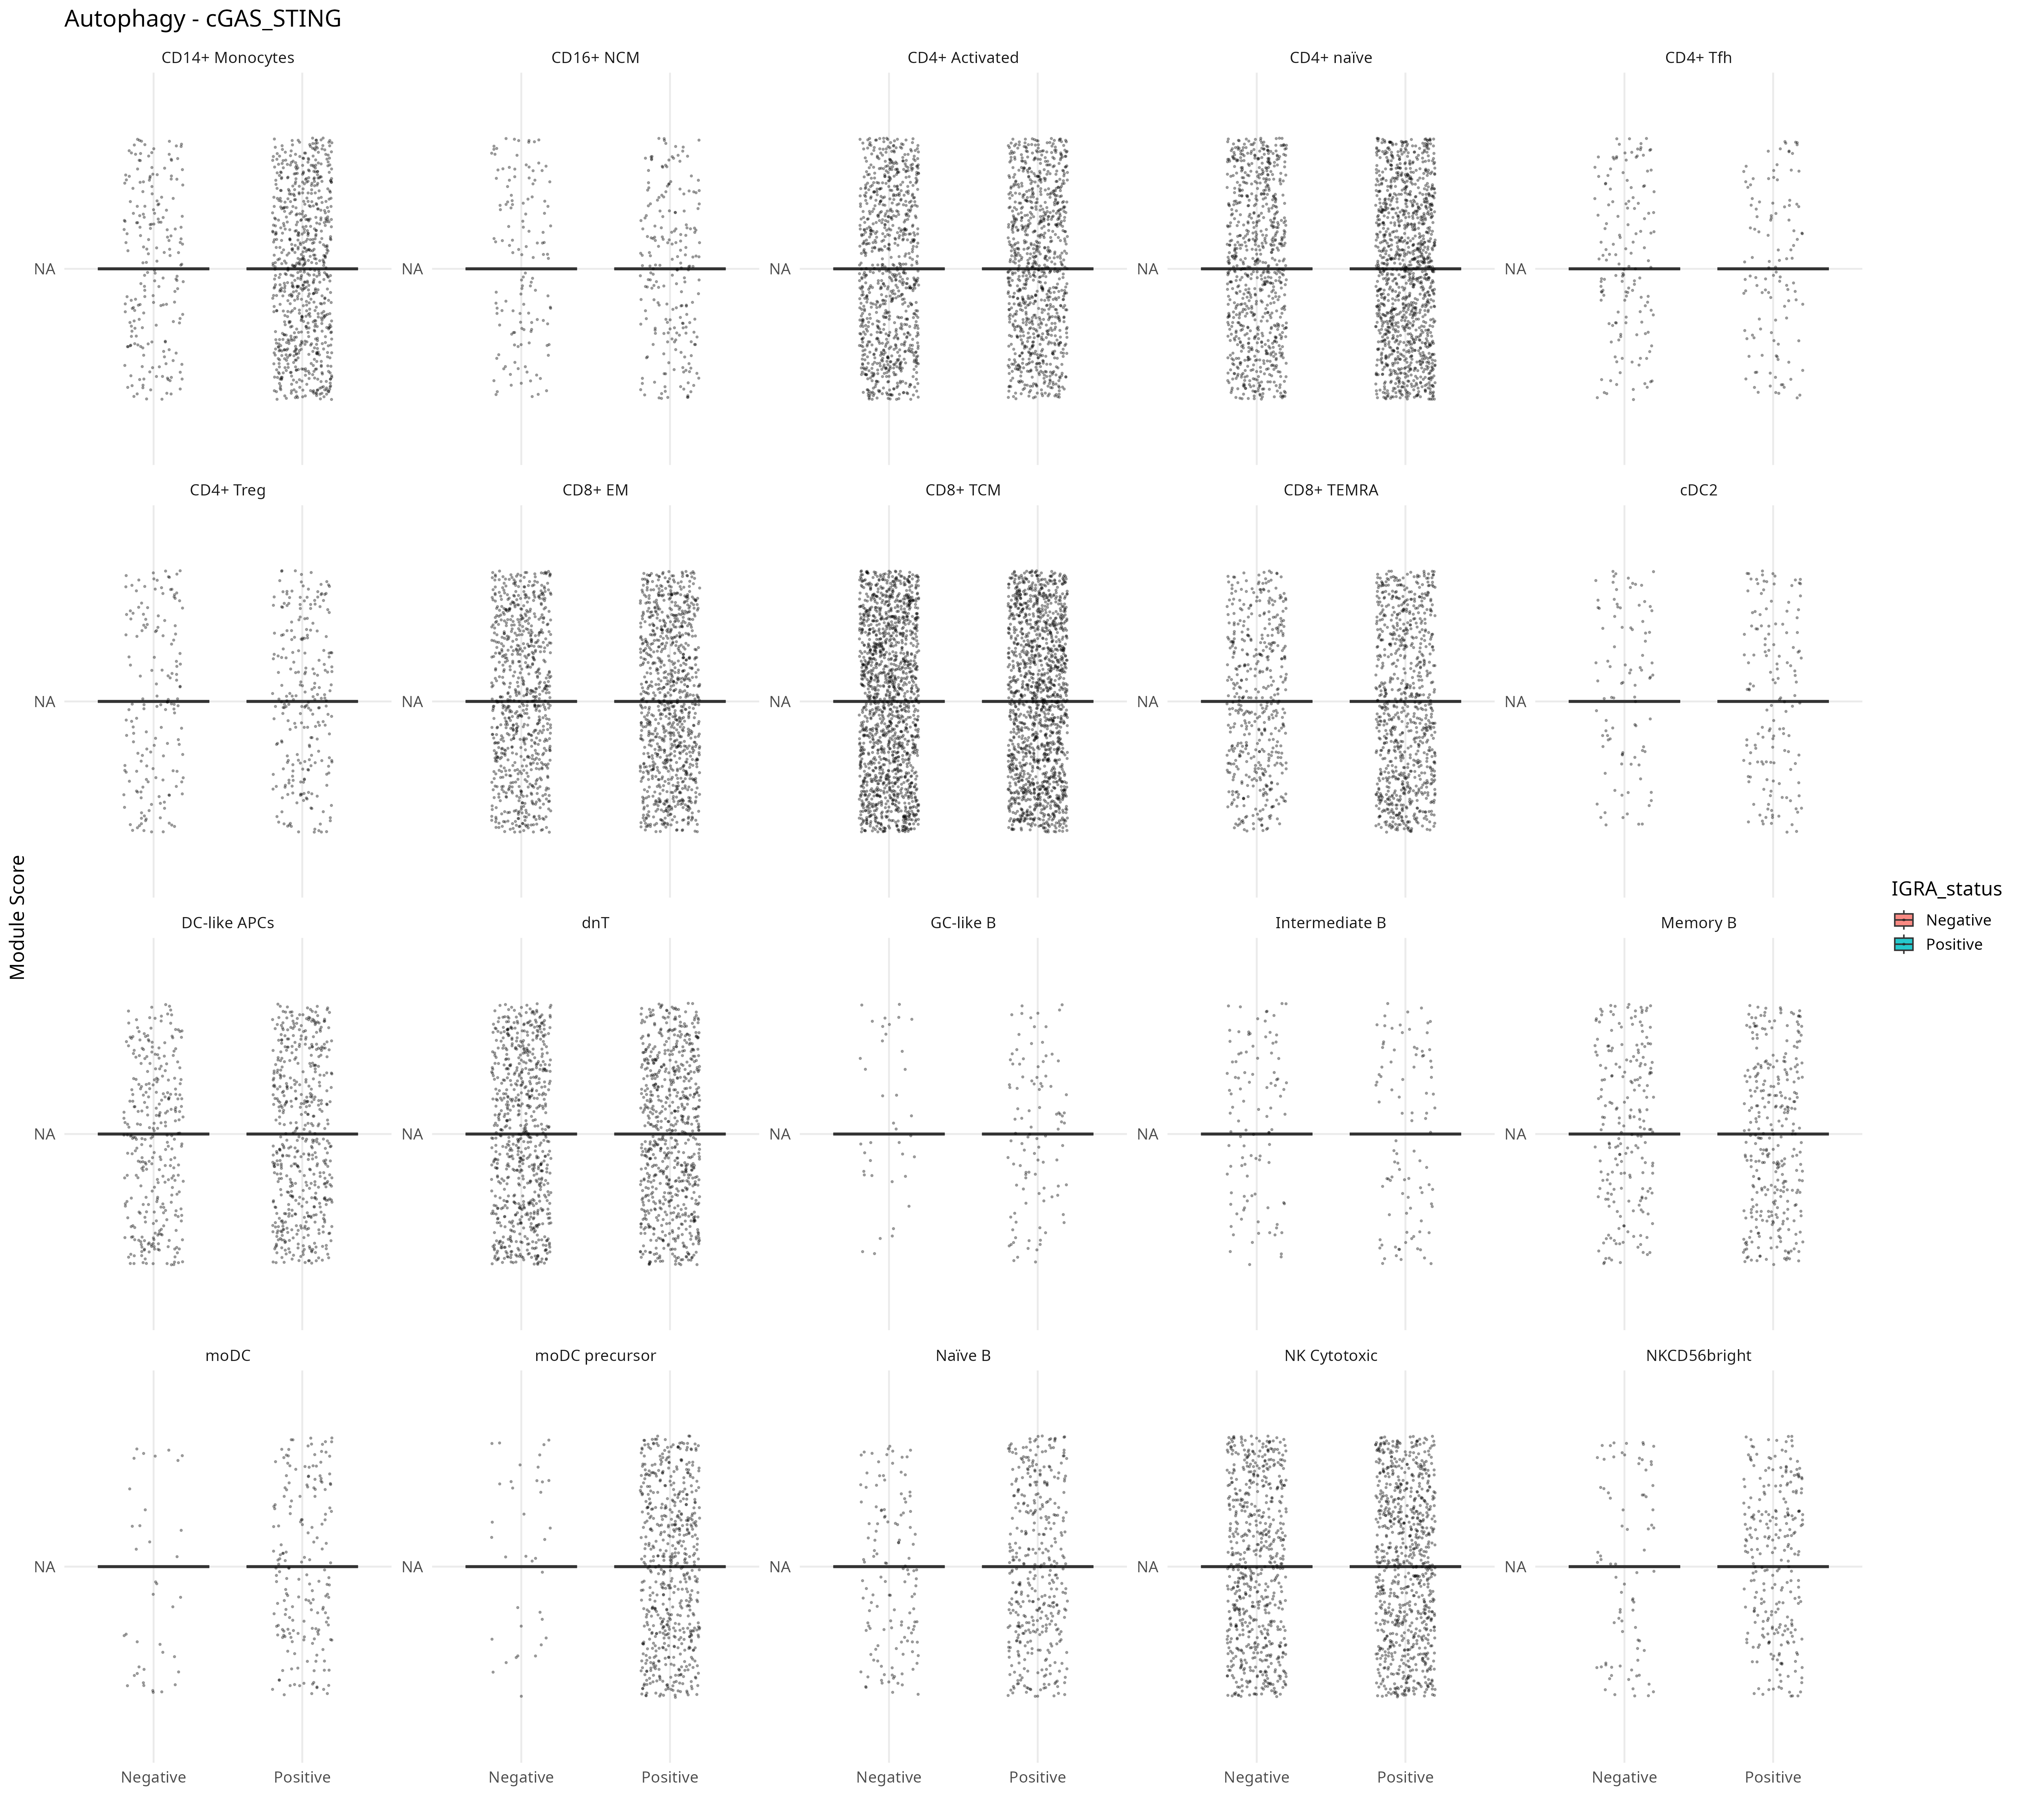 Autophagy - cGAS_STING
CD14+ Monocytes
CD16+ NCM
CD4+ Activated
CD4+ naïve
CD4+ Tfh
NA
NA
NA
NA
NA
CD4+ Treg
CD8+ EM
CD8+ TCM
CD8+ TEMRA
cDC2
NA
NA
NA
NA
NA
Module Score
DC-like APCs
dnT
GC-like B
Intermediate B
Memory B
NA
NA
NA
NA
NA
moDC
moDC precursor
Naïve B
NK Cytotoxic
NKCD56bright
NA
NA
NA
NA
NA
Negative
Positive
Negative
Positive
Negative
Positive
Negative
Positive
Negative
Positive
IGRA_status
Negative
Positive